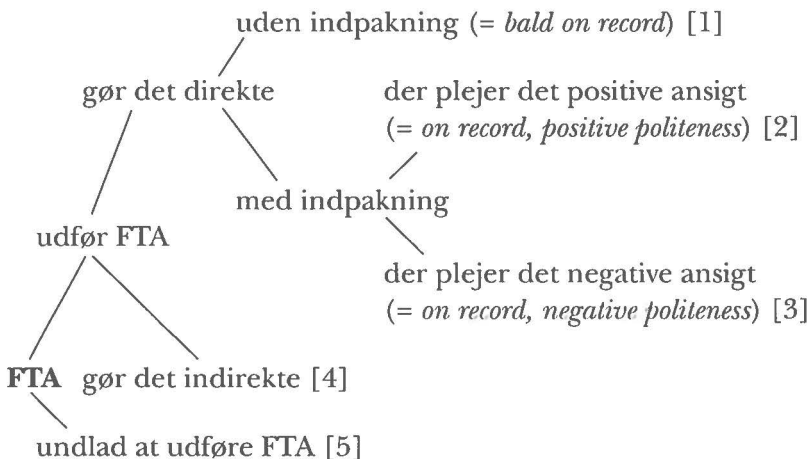 uden indpakning (= bald on record) [1]
gør det direkte
der plejer det positive ansigt
(= on record, positive politeness) [2]
med indpakning
udfør FTA
der plejer det negative ansigt
(= on record, negative politeness) [3]
FTA gør det indirekte [4]
undlad at udføre FTA [5]